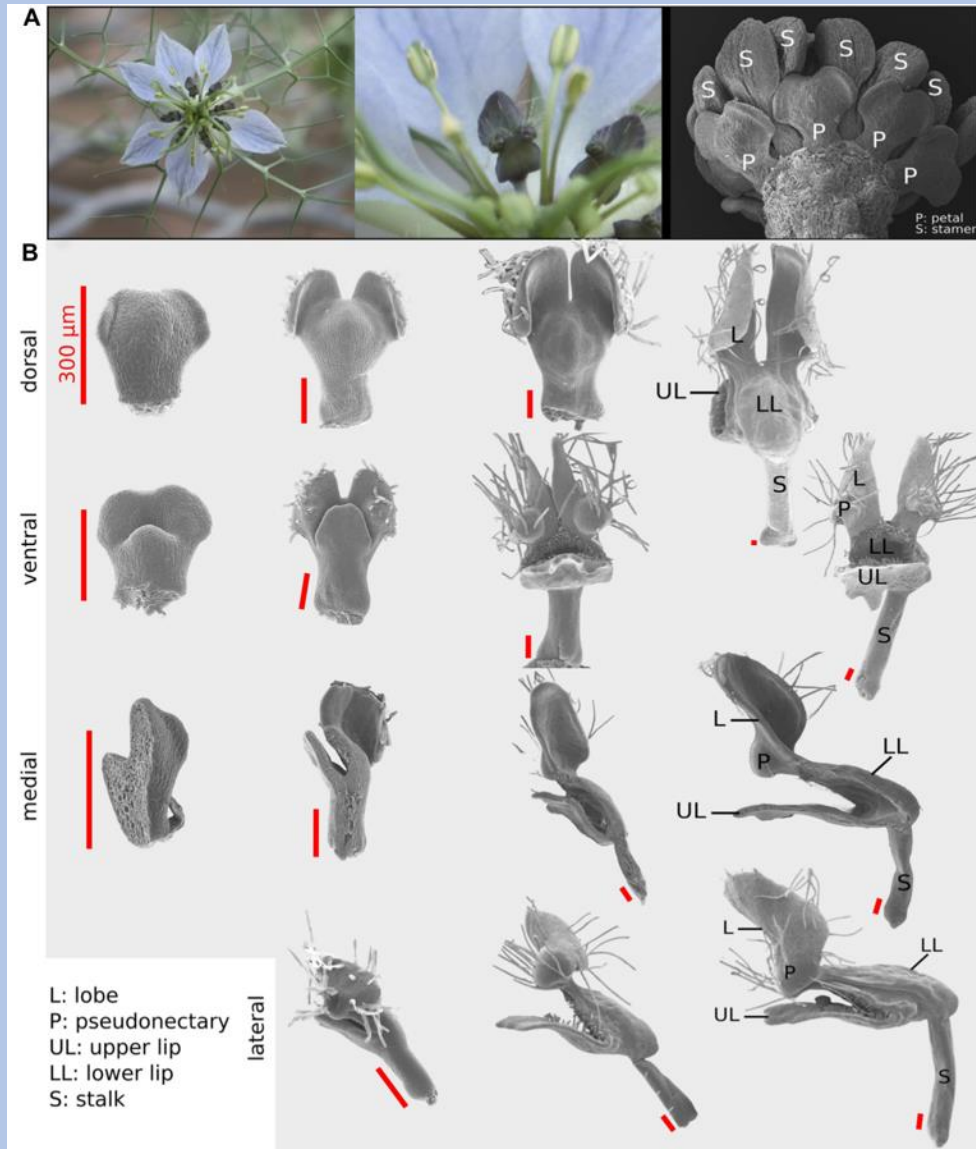 A
S
S
S
S
S
S
P
P
P
P
P: petal
S: stamen
B
dorsal
300 µm
L
UL
LL
S
ventral
L
P
LL
UL
S
medial
L
LL
P
UL
S
lateral
L
LL
P
UL
S
L: lobe
P: pseudonectary
UL: upper lip
LL: lower lip
S: stalk